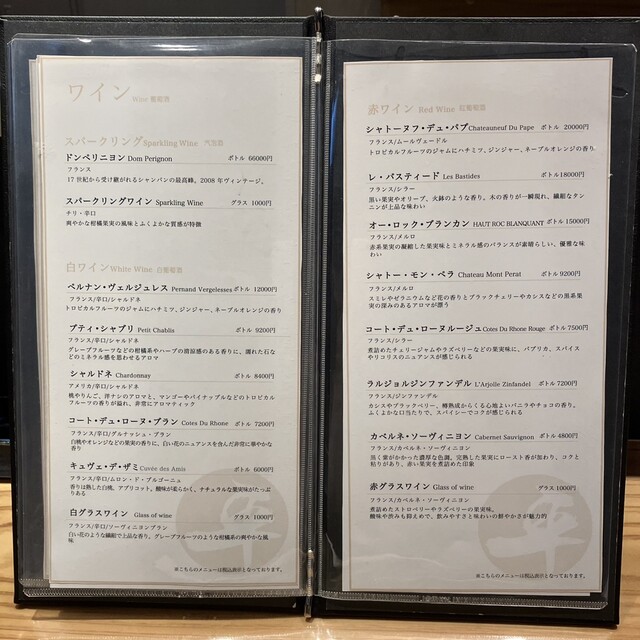 ワイン Wine 葡萄酒
スパークリング Sparkling Wine
ドンペリニヨン Dom Perignon ボトル 66000円
フランス
17世紀から受け継がれるシャンパンの最高峰。2008年ヴィンテージ。
スパークリングワイン Sparkling Wine グラス 1000円
チリ・辛口
爽やかな柑橘果実の風味とふくよかな質感が特徴
白ワイン White Wine 白葡萄酒
ペルナン・ヴェルジュレス Pernand Vergelesses ボトル 12000円
フランス/辛口/シャルドネ
トロピカルフルーツのジャムにハチミツ、ジンジャー、ネーブルオレンジの香り
プティ・シャブリ Petit Chablis ボトル 9200円
フランス/辛口/シャルドネ
グレープフルーツなどの柑橘系やハーブの清涼感のある香りに、濡れた石な
どのミネラル感を思わせるアロマ
シャルドネ Chardonnay ボトル 8400円
アメリカ/辛口/シャルドネ
桃やりんご、洋ナシのアロマと、マンゴーやパイナップルなどのトロピカル
フルーツの香りが溢れ、非常にアロマティック
コート・デュ・ローヌ・ブラン Cotes Du Rhone ボトル 7200円
フランス/辛口/グルナッシュ・ブラン
白桃やオレンジなどの果実の香りに、白い花のニュアンスを含んだ非常に華やかな
香り
キュヴェ・デ・ザミ Cuvée des Amis ボトル 6000円
フランス/辛口/ムロン・ド・ブルゴーニュ
香りは熟した白桃、アプリコット、酸味が柔らかく、ナチュラルな果実味がたっぷ
りある
白グラスワイン Glass of wine グラス 1000円
フランス/辛口/ソーヴィニヨンブラン
白い花のような繊細で上品な香り。グレープフルーツのような柑橘系の爽やかな風
味
※こちらのメニューは税込表示となっております。
赤ワイン Red Wine 紅葡萄酒
シャトーヌフ・デュ・パプ Chateauneuf Du Pape ボトル 20000円
フランス/ムールヴェードル
トロピカルフルーツのジャムにハチミツ、ジンジャー、ネーブルオレンジの香り
レ・バスティード Les Bastides ボトル18000円
フランス/シラー
黒い果実やオリーブ、火鉢のような香り。木の香りが一瞬現れ、繊細なタン
ニンが上品な味わい
オー・ロック・ブランカン HAUT ROC BLANQUANT ボトル 15000円
フランス/メルロ
赤系果実の凝縮した果実味とミネラル感のバランスが素晴らしい、優雅な味
わい
シャトー・モン・ペラ Chateau Mont Perat ボトル 9200円
フランス/メルロ
スミレやゼラニウムなど花の香りとブラックチェリーやカシスなどの黒系果
実の深みのあるアロマが漂う
コート・デュ・ローヌルージュ Cotes Du Rhone Rouge ボトル 7500円
フランス/シラー
煮詰めたチェリージャムやラズベリーなどの果実味に、パプリカ、スパイス
やリコリスのニュアンスが感じられる
ラルジョルジンファンデル L'Arjolle Zinfandel ボトル 7200円
フランス/ジンファンデル
カシスやブラックベリー、樽熟成からくる心地よいバニラやチョコの香り。
ふくよかな口当たりで、スパイシーでコクが感じられる
カベルネ・ソーヴィニヨン Cabernet Sauvignon ボトル 4800円
フランス/カベルネ・ソーヴィニヨン
黒く紫がかった濃厚な色調。完熟した果実にロースト香が加わり、コクと
粘りがあり、赤い果実を煮詰めた印象
赤グラスワイン Glass of wine グラス 1000円
フランス/カベルネ・ソーヴィニヨン
煮詰めたストロベリーやラズベリーの果実味。
酸味や渋みも抑えめで、飲みやすさと味わいの鮮やかさが魅力的
※こちらのメニューは税込表示となっております。